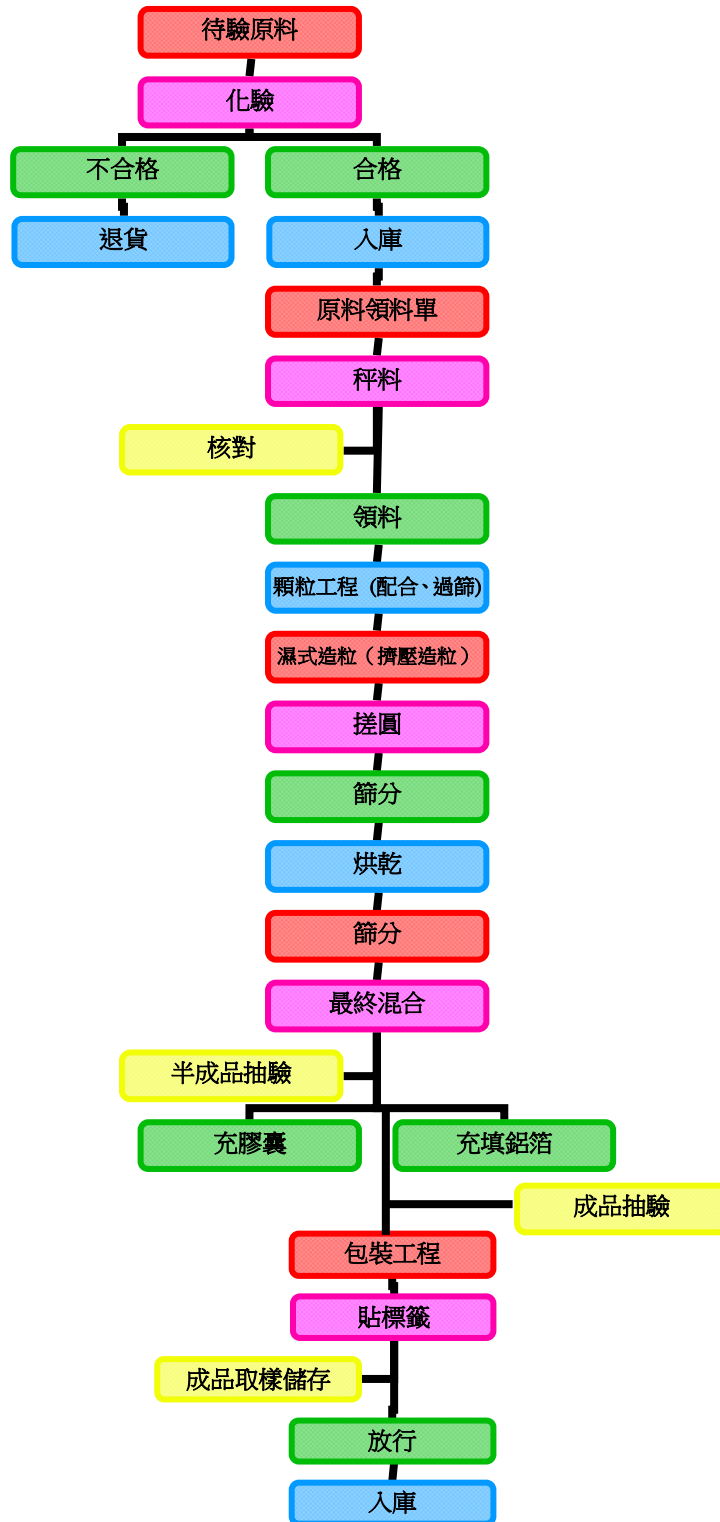 待驗原料
化驗
不合格
合格
退貨
入庫
原料領料單
秤料
核對
領料
顆粒工程 (配合、過篩)
濕式造粒（擠壓造粒）
搓圓
篩分
烘乾
篩分
最終混合
半成品抽驗
充膠囊
充填鋁箔
成品抽驗
包裝工程
貼標籤
成品取樣儲存
放行
入庫